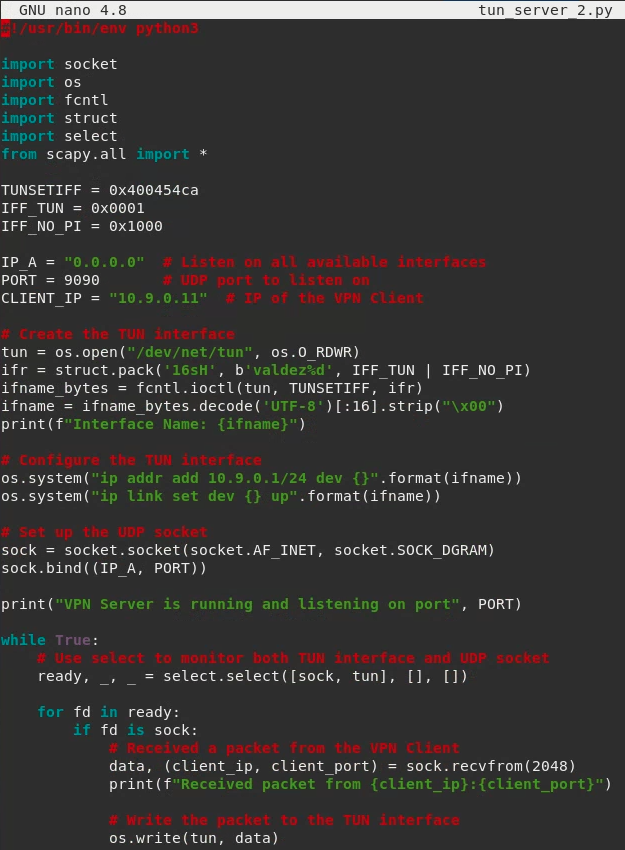 GNU nano 4.8 tun_server_2.py
#!/usr/bin/env python3
import socket
import os
import fcntl
import struct
import select
from scapy.all import *
TUNSETIFF = 0x400454ca
IFF_TUN = 0x0001
IFF_NO_PI = 0x1000
IP_A = "0.0.0.0"  # Listen on all available interfaces
PORT = 9090       # UDP port to listen on
CLIENT_IP = "10.9.0.11"  # IP of the VPN Client
# Create the TUN interface
tun = os.open("/dev/net/tun", os.O_RDWR)
ifr = struct.pack('16sH', b'valdez%d', IFF_TUN | IFF_NO_PI)
ifname_bytes = fcntl.ioctl(tun, TUNSETIFF, ifr)
ifname = ifname_bytes.decode('UTF-8')[:16].strip("\x00")
print(f"Interface Name: {ifname}")
# Configure the TUN interface
os.system("ip addr add 10.9.0.1/24 dev {}".format(ifname))
os.system("ip link set dev {} up".format(ifname))
# Set up the UDP socket
sock = socket.socket(socket.AF_INET, socket.SOCK_DGRAM)
sock.bind((IP_A, PORT))
print("VPN Server is running and listening on port", PORT)
while True:
    # Use select to monitor both TUN interface and UDP socket
    ready, _, _ = select.select([sock, tun], [], [])
    for fd in ready:
        if fd is sock:
            # Received a packet from the VPN Client
            data, (client_ip, client_port) = sock.recvfrom(2048)
            print(f"Received packet from {client_ip}:{client_port}")
            # Write the packet to the TUN interface
            os.write(tun, data)